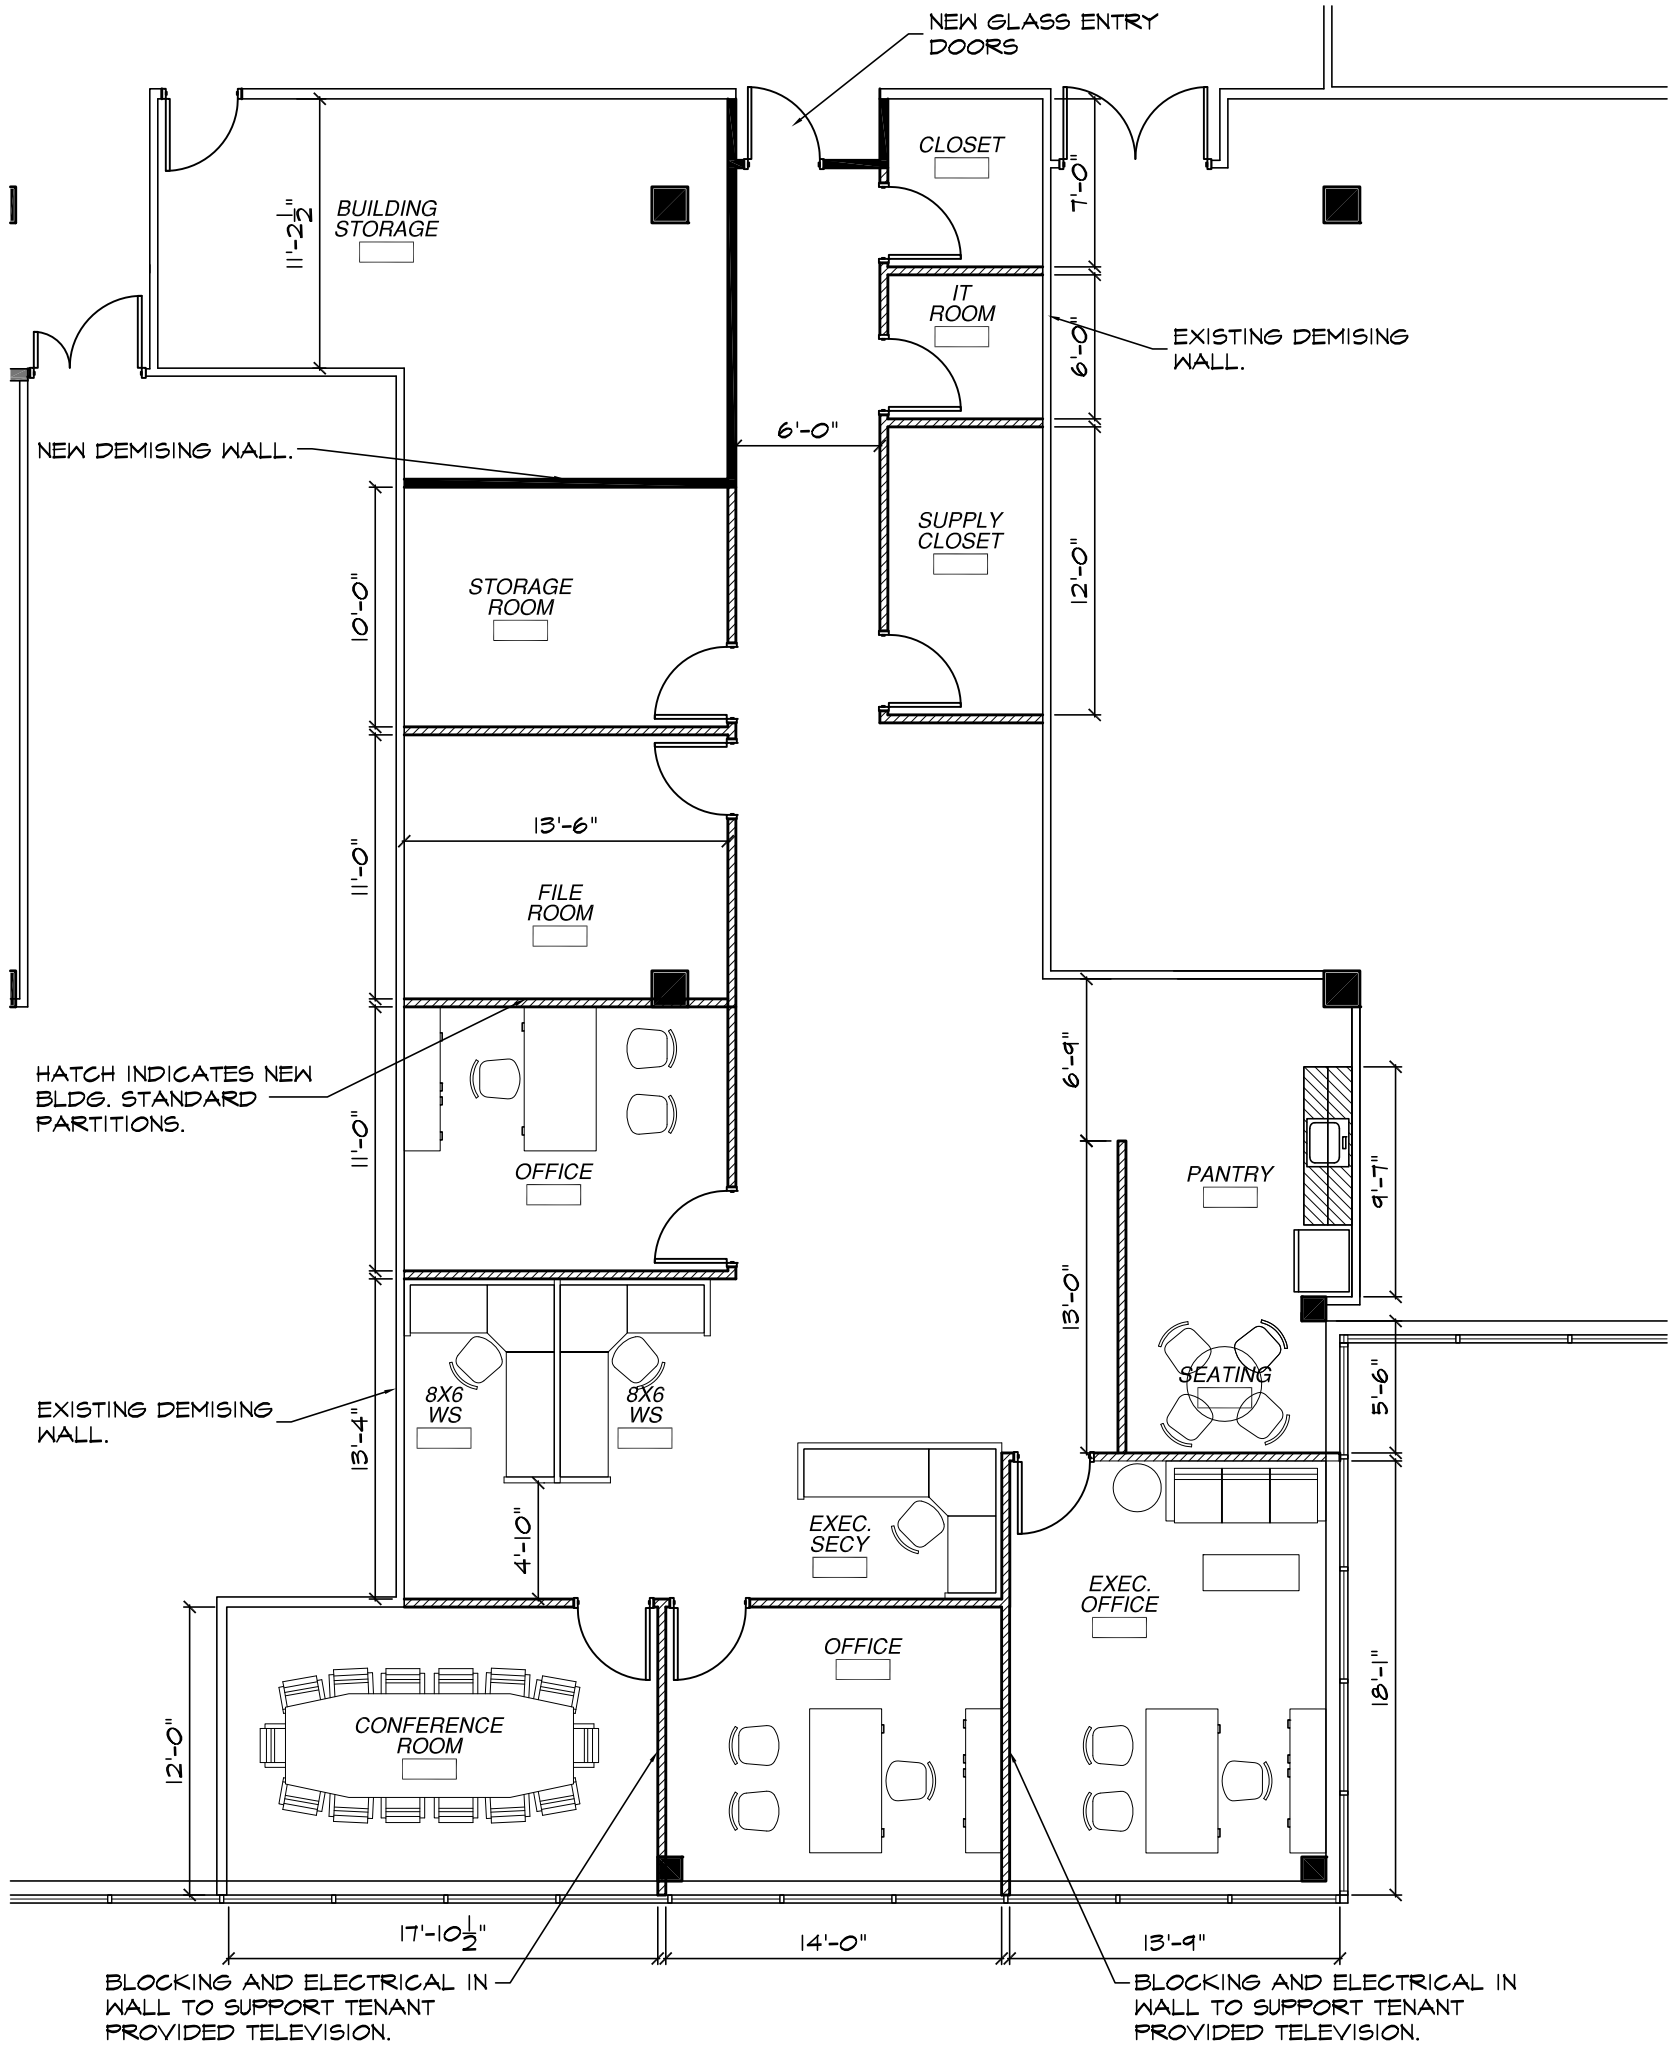 NEW GLASS ENTRY
DOORS
CLOSET
7'-0"
BUILDING
STORAGE
11'-2 1/2"
IT
ROOM
6'-0"
EXISTING DEMISING
WALL.
6'-0"
NEW DEMISING WALL.
SUPPLY
CLOSET
12'-0"
STORAGE
ROOM
10'-0"
13'-6"
11'-0"
FILE
ROOM
6'-9"
HATCH INDICATES NEW
BLDG. STANDARD
PARTITIONS.
11'-0"
OFFICE
PANTRY
9'-7"
13'-0"
SEATING
5'-6"
8X6
WS
8X6
WS
EXISTING DEMISING
WALL.
13'-4"
4'-10"
EXEC.
SECY
EXEC.
OFFICE
OFFICE
18'-1"
CONFERENCE
ROOM
12'-0"
17'-10 1/2"
14'-0"
13'-9"
BLOCKING AND ELECTRICAL IN
WALL TO SUPPORT TENANT
PROVIDED TELEVISION.
BLOCKING AND ELECTRICAL IN
WALL TO SUPPORT TENANT
PROVIDED TELEVISION.